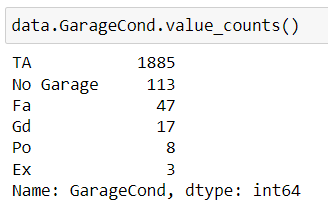 data.GarageCond.value_counts()
TA 1885
No Garage 113
Fa 47
Gd 17
Po 8
Ex 3
Name: GarageCond, dtype: int64